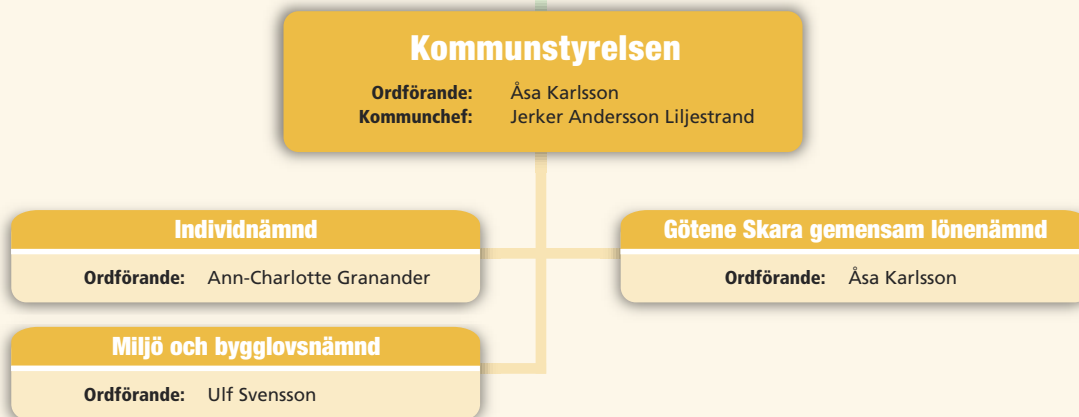 Kommunstyrelsen
Ordförande: Åsa Karlsson
Kommunchef: Jerker Andersson Liljestrand
Individnämnd
Ordförande: Ann-Charlotte Granander
Götene Skara gemensam lönenämnd
Ordförande: Åsa Karlsson
Miljö och bygglovsnämnd
Ordförande: Ulf Svensson